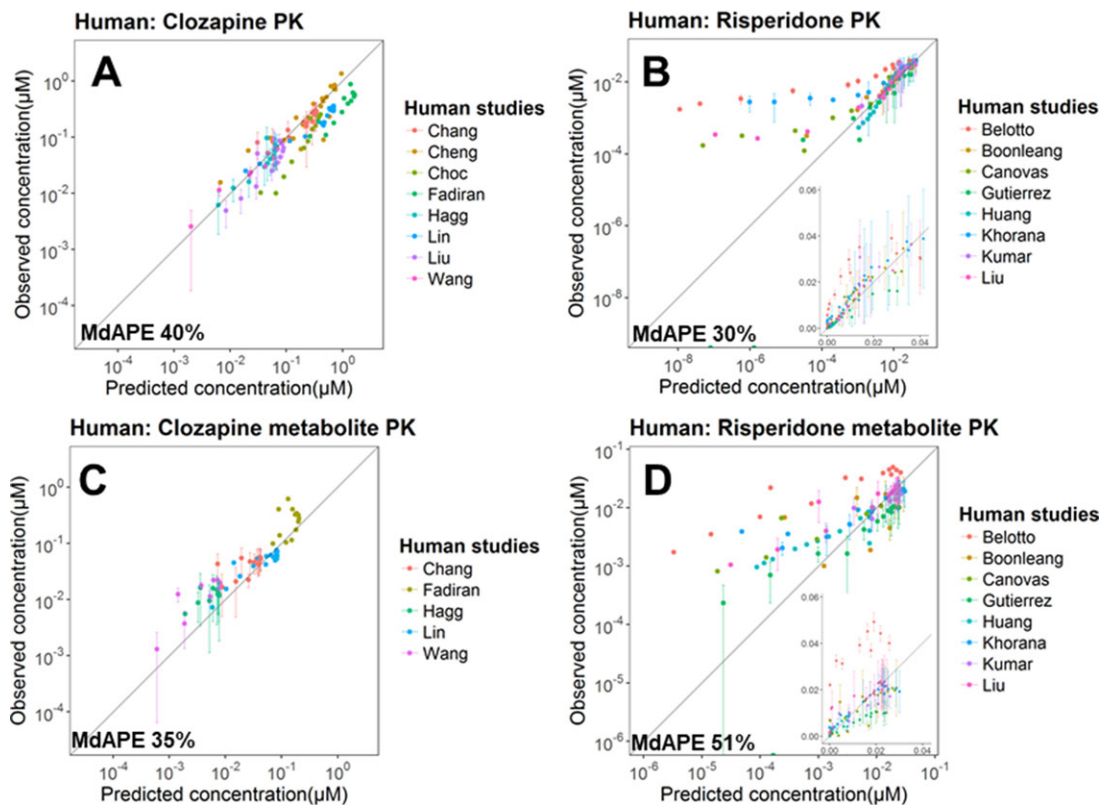 Human: Clozapine PK
A
Observed concentration(µM)
10⁰
10⁻¹
10⁻²
10⁻³
10⁻⁴
MdAPE 40%
10⁻⁴ 10⁻³ 10⁻² 10⁻¹ 10⁰
Predicted concentration(µM)
Human studies
Chang
Cheng
Choc
Fadiran
Hagg
Lin
Liu
Wang
Human: Risperidone PK
B
Observed concentration(µM)
10⁻²
10⁻⁴
10⁻⁶
10⁻⁸
0.06
0.04
0.02
0.00
0.00 0.02 0.04
MdAPE 30%
10⁻⁸ 10⁻⁶ 10⁻⁴ 10⁻²
Predicted concentration(µM)
Human studies
Belotto
Boonleang
Canovas
Gutierrez
Huang
Khorana
Kumar
Liu
Human: Clozapine metabolite PK
C
Observed concentration(µM)
10⁰
10⁻¹
10⁻²
10⁻³
10⁻⁴
MdAPE 35%
10⁻⁴ 10⁻³ 10⁻² 10⁻¹ 10⁰
Predicted concentration(µM)
Human studies
Chang
Fadiran
Hagg
Lin
Wang
Human: Risperidone metabolite PK
D
Observed concentration(µM)
10⁻¹
10⁻²
10⁻³
10⁻⁴
10⁻⁵
10⁻⁶
0.06
0.04
0.02
0.00
0.00 0.02 0.04
MdAPE 51%
10⁻⁶ 10⁻⁵ 10⁻⁴ 10⁻³ 10⁻² 10⁻¹
Predicted concentration(µM)
Human studies
Belotto
Boonleang
Canovas
Gutierrez
Huang
Khorana
Kumar
Liu